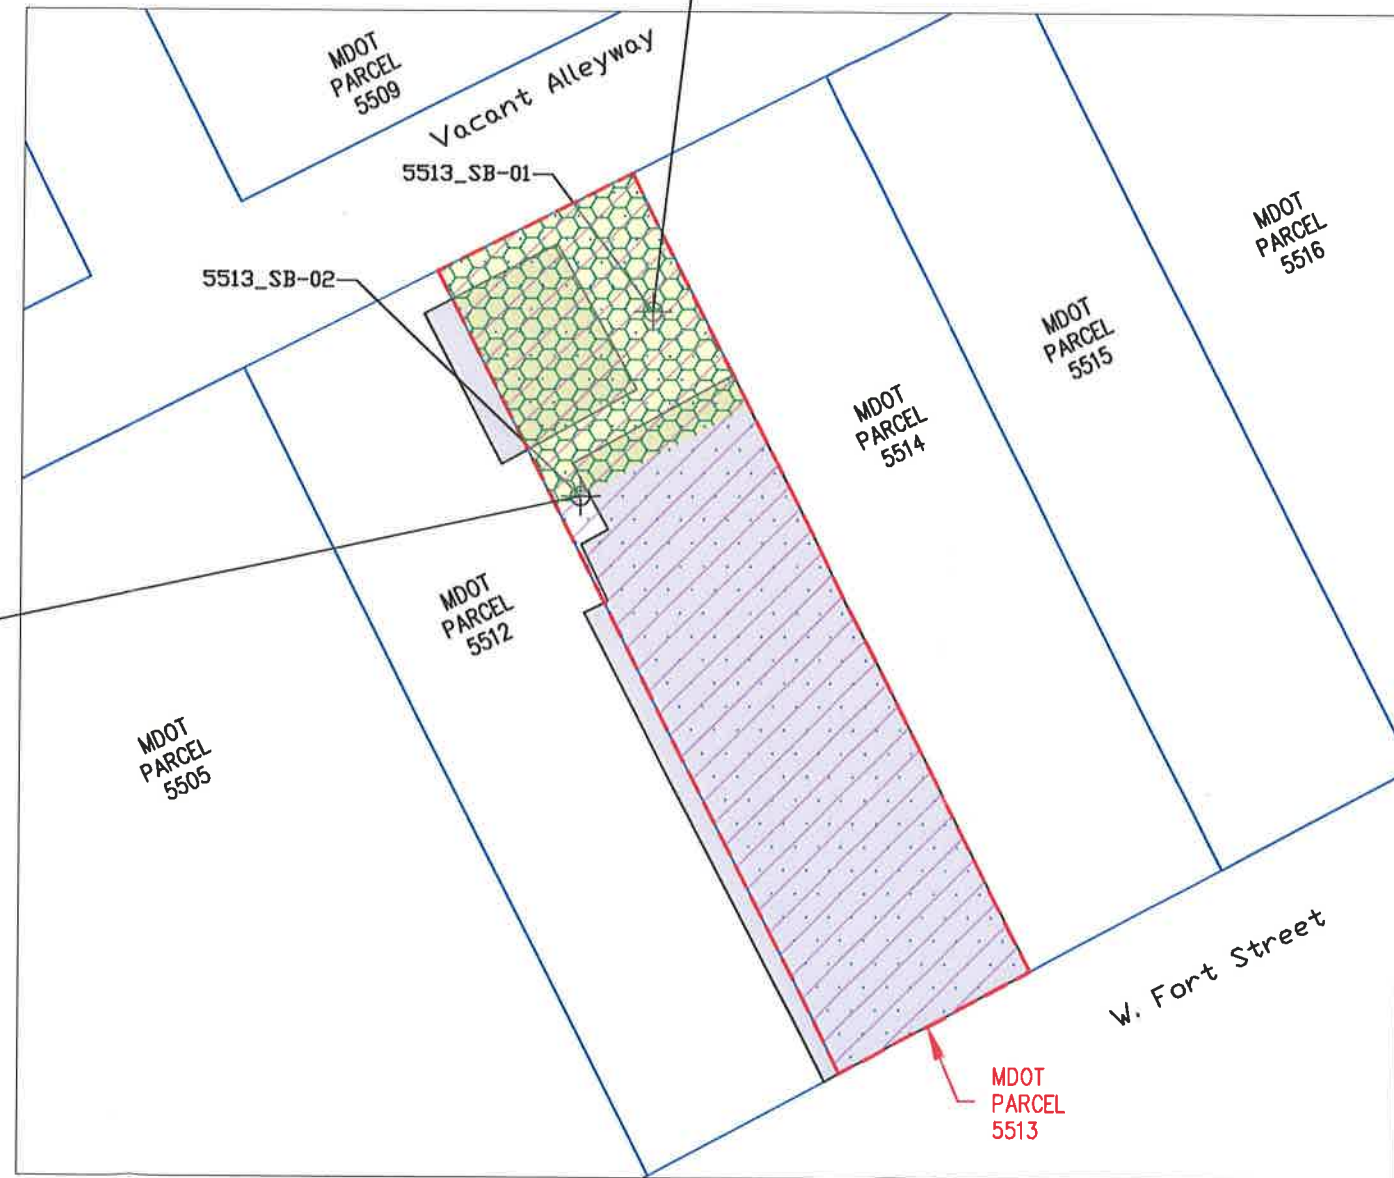 MDOT
PARCEL
5509
Vacant Alleyway
5513_SB-01
5513_SB-02
MDOT
PARCEL
5516
MDOT
PARCEL
5515
MDOT
PARCEL
5514
MDOT
PARCEL
5512
MDOT
PARCEL
5505
W. Fort Street
MDOT
PARCEL
5513